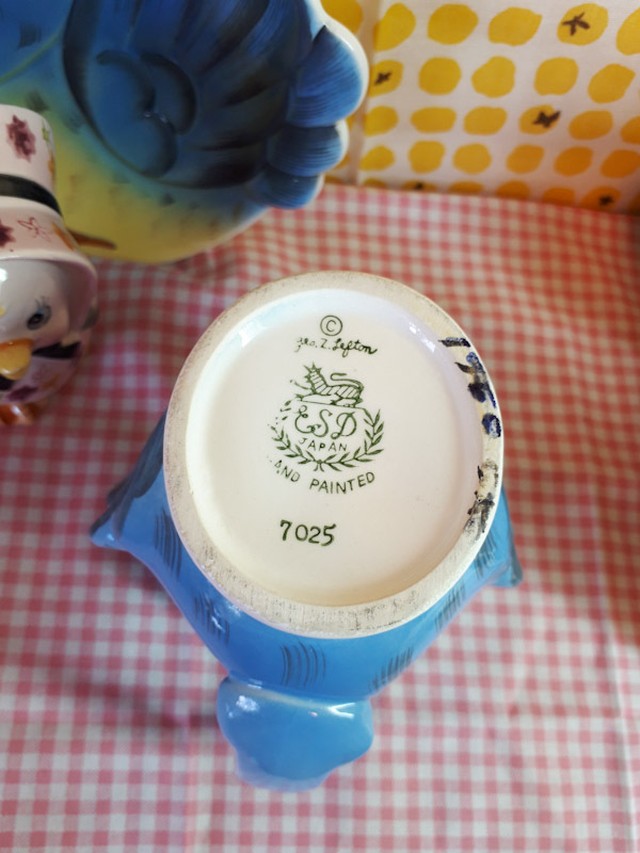 ©
Geo. Z. Lefton
ESD
JAPAN
AND PAINTED
7025